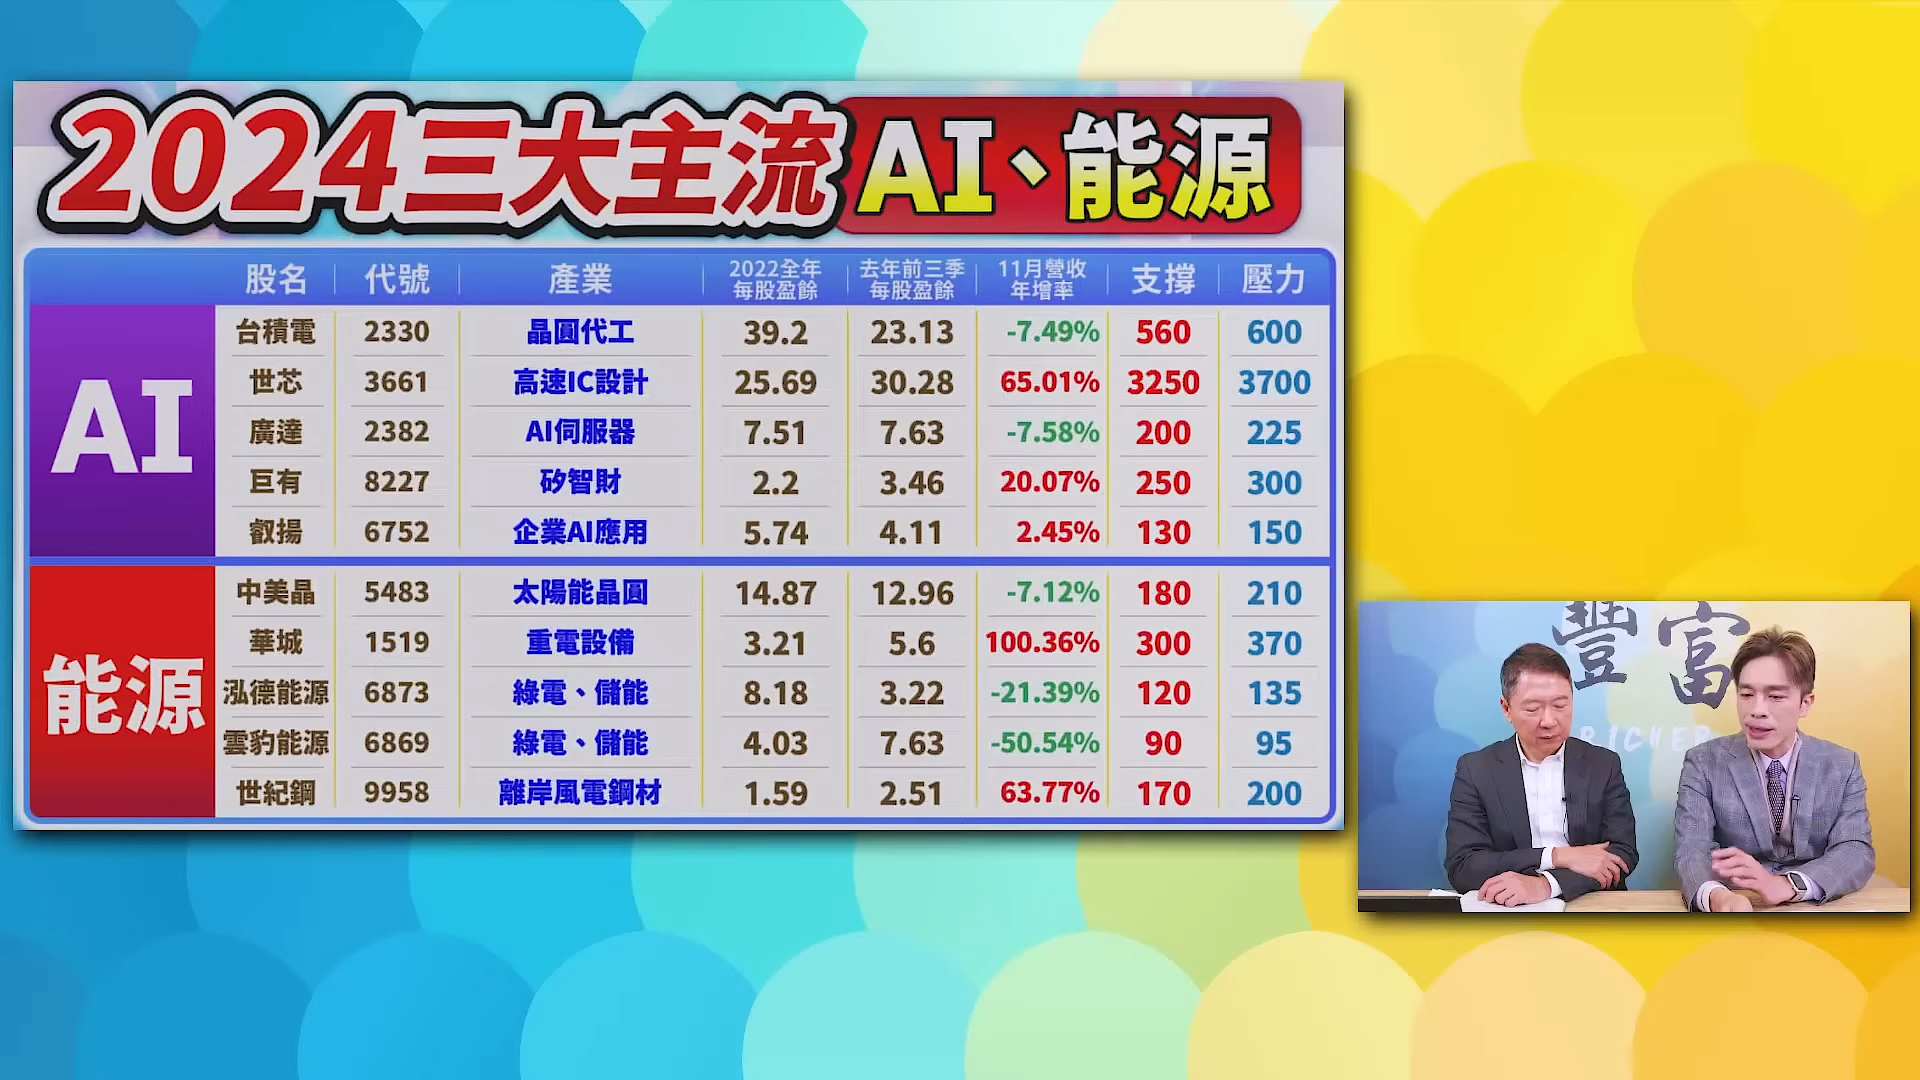 2024三大主流 AI、能源
股名 代號 產業 2022全年每股盈餘 去年前三季每股盈餘 11月營收年增率 支撐 壓力
AI
台積電 2330 晶圓代工 39.2 23.13 -7.49% 560 600
世芯 3661 高速IC設計 25.69 30.28 65.01% 3250 3700
廣達 2382 AI伺服器 7.51 7.63 -7.58% 200 225
巨有 8227 矽智財 2.2 3.46 20.07% 250 300
叡揚 6752 企業AI應用 5.74 4.11 2.45% 130 150
能源
中美晶 5483 太陽能晶圓 14.87 12.96 -7.12% 180 210
華城 1519 重電設備 3.21 5.6 100.36% 300 370
泓德能源 6873 綠電、儲能 8.18 3.22 -21.39% 120 135
雲豹能源 6869 綠電、儲能 4.03 7.63 -50.54% 90 95
世紀鋼 9958 離岸風電鋼材 1.59 2.51 63.77% 170 200
豐富
RICHER